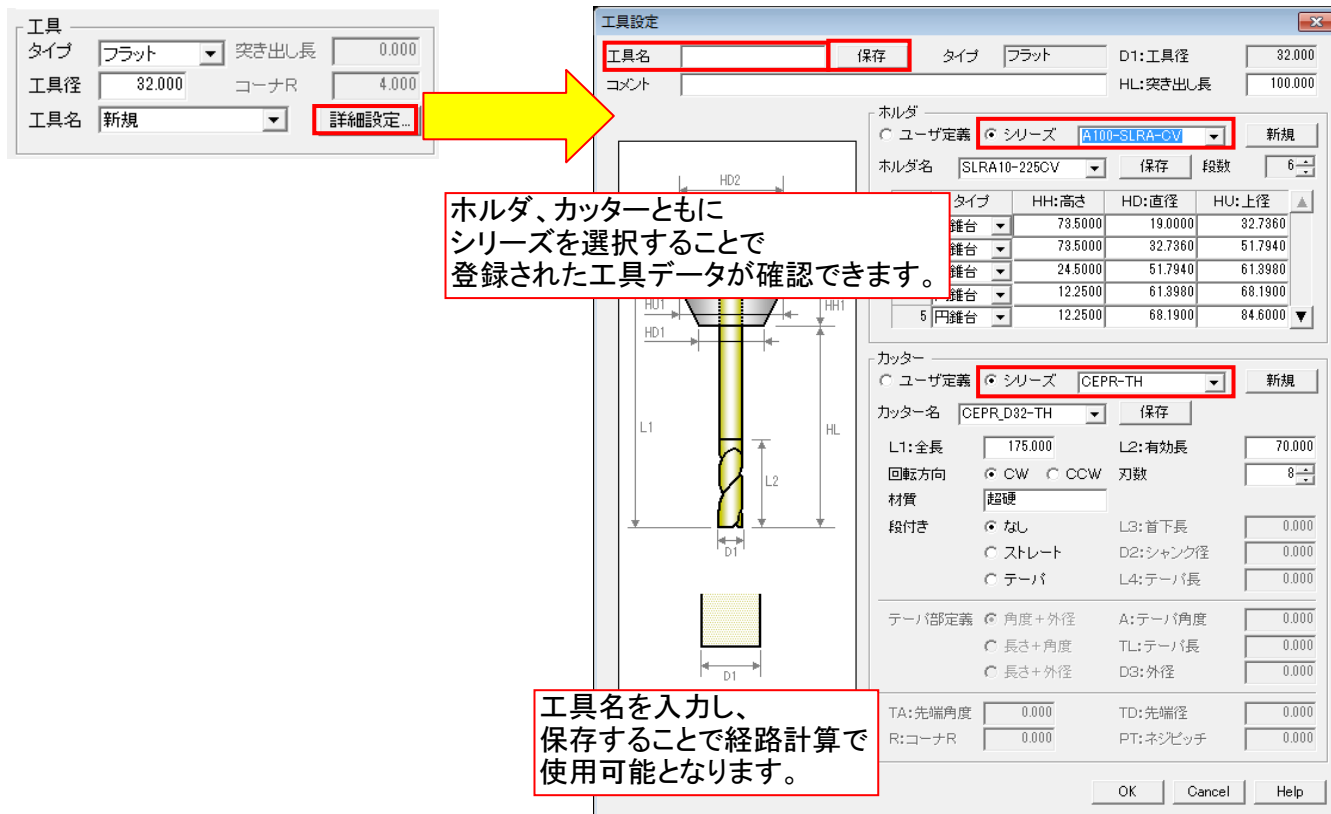 工具
タイプ フラット 突き出し長 0.000
工具径 32.000 コーナR 4.000
工具名 新規 詳細設定...
工具設定
工具名 保存 タイプ フラット D1:工具径 32.000
コメント HL:突き出し長 100.000
ホルダ
ユーザ定義 シリーズ A100-SLRA-CV 新規
ホルダ名 SLRA10-225CV 保存 段数 6
タイプ HH:高さ HD:直径 HU:上径
錐台 73.5000 19.0000 32.7360
錐台 73.5000 32.7360 51.7940
錐台 24.5000 51.7940 61.3980
円錐台 12.2500 61.3980 68.1900
5 円錐台 12.2500 68.1900 84.6000
HD2
ホルダ、カッターともに
シリーズを選択することで
登録された工具データが確認できます。
HU1 HH1
HD1
L1 HL
L2
D1
D1
カッター
ユーザ定義 シリーズ CEPR-TH 新規
カッター名 CEPR_D32-TH 保存
L1:全長 175.000 L2:有効長 70.000
回転方向 CW CCW 刃数 8
材質 超硬
段付き なし L3:首下長 0.000
ストレート D2:シャンク径 0.000
テーパ L4:テーパ長 0.000
テーパ部定義 角度+外径 A:テーパ角度 0.000
長さ+角度 TL:テーパ長 0.000
長さ+外径 D3:外径 0.000
TA:先端角度 0.000 TD:先端径 0.000
R:コーナR 0.000 PT:ネジピッチ 0.000
工具名を入力し、
保存することで経路計算で
使用可能となります。
OK Cancel Help